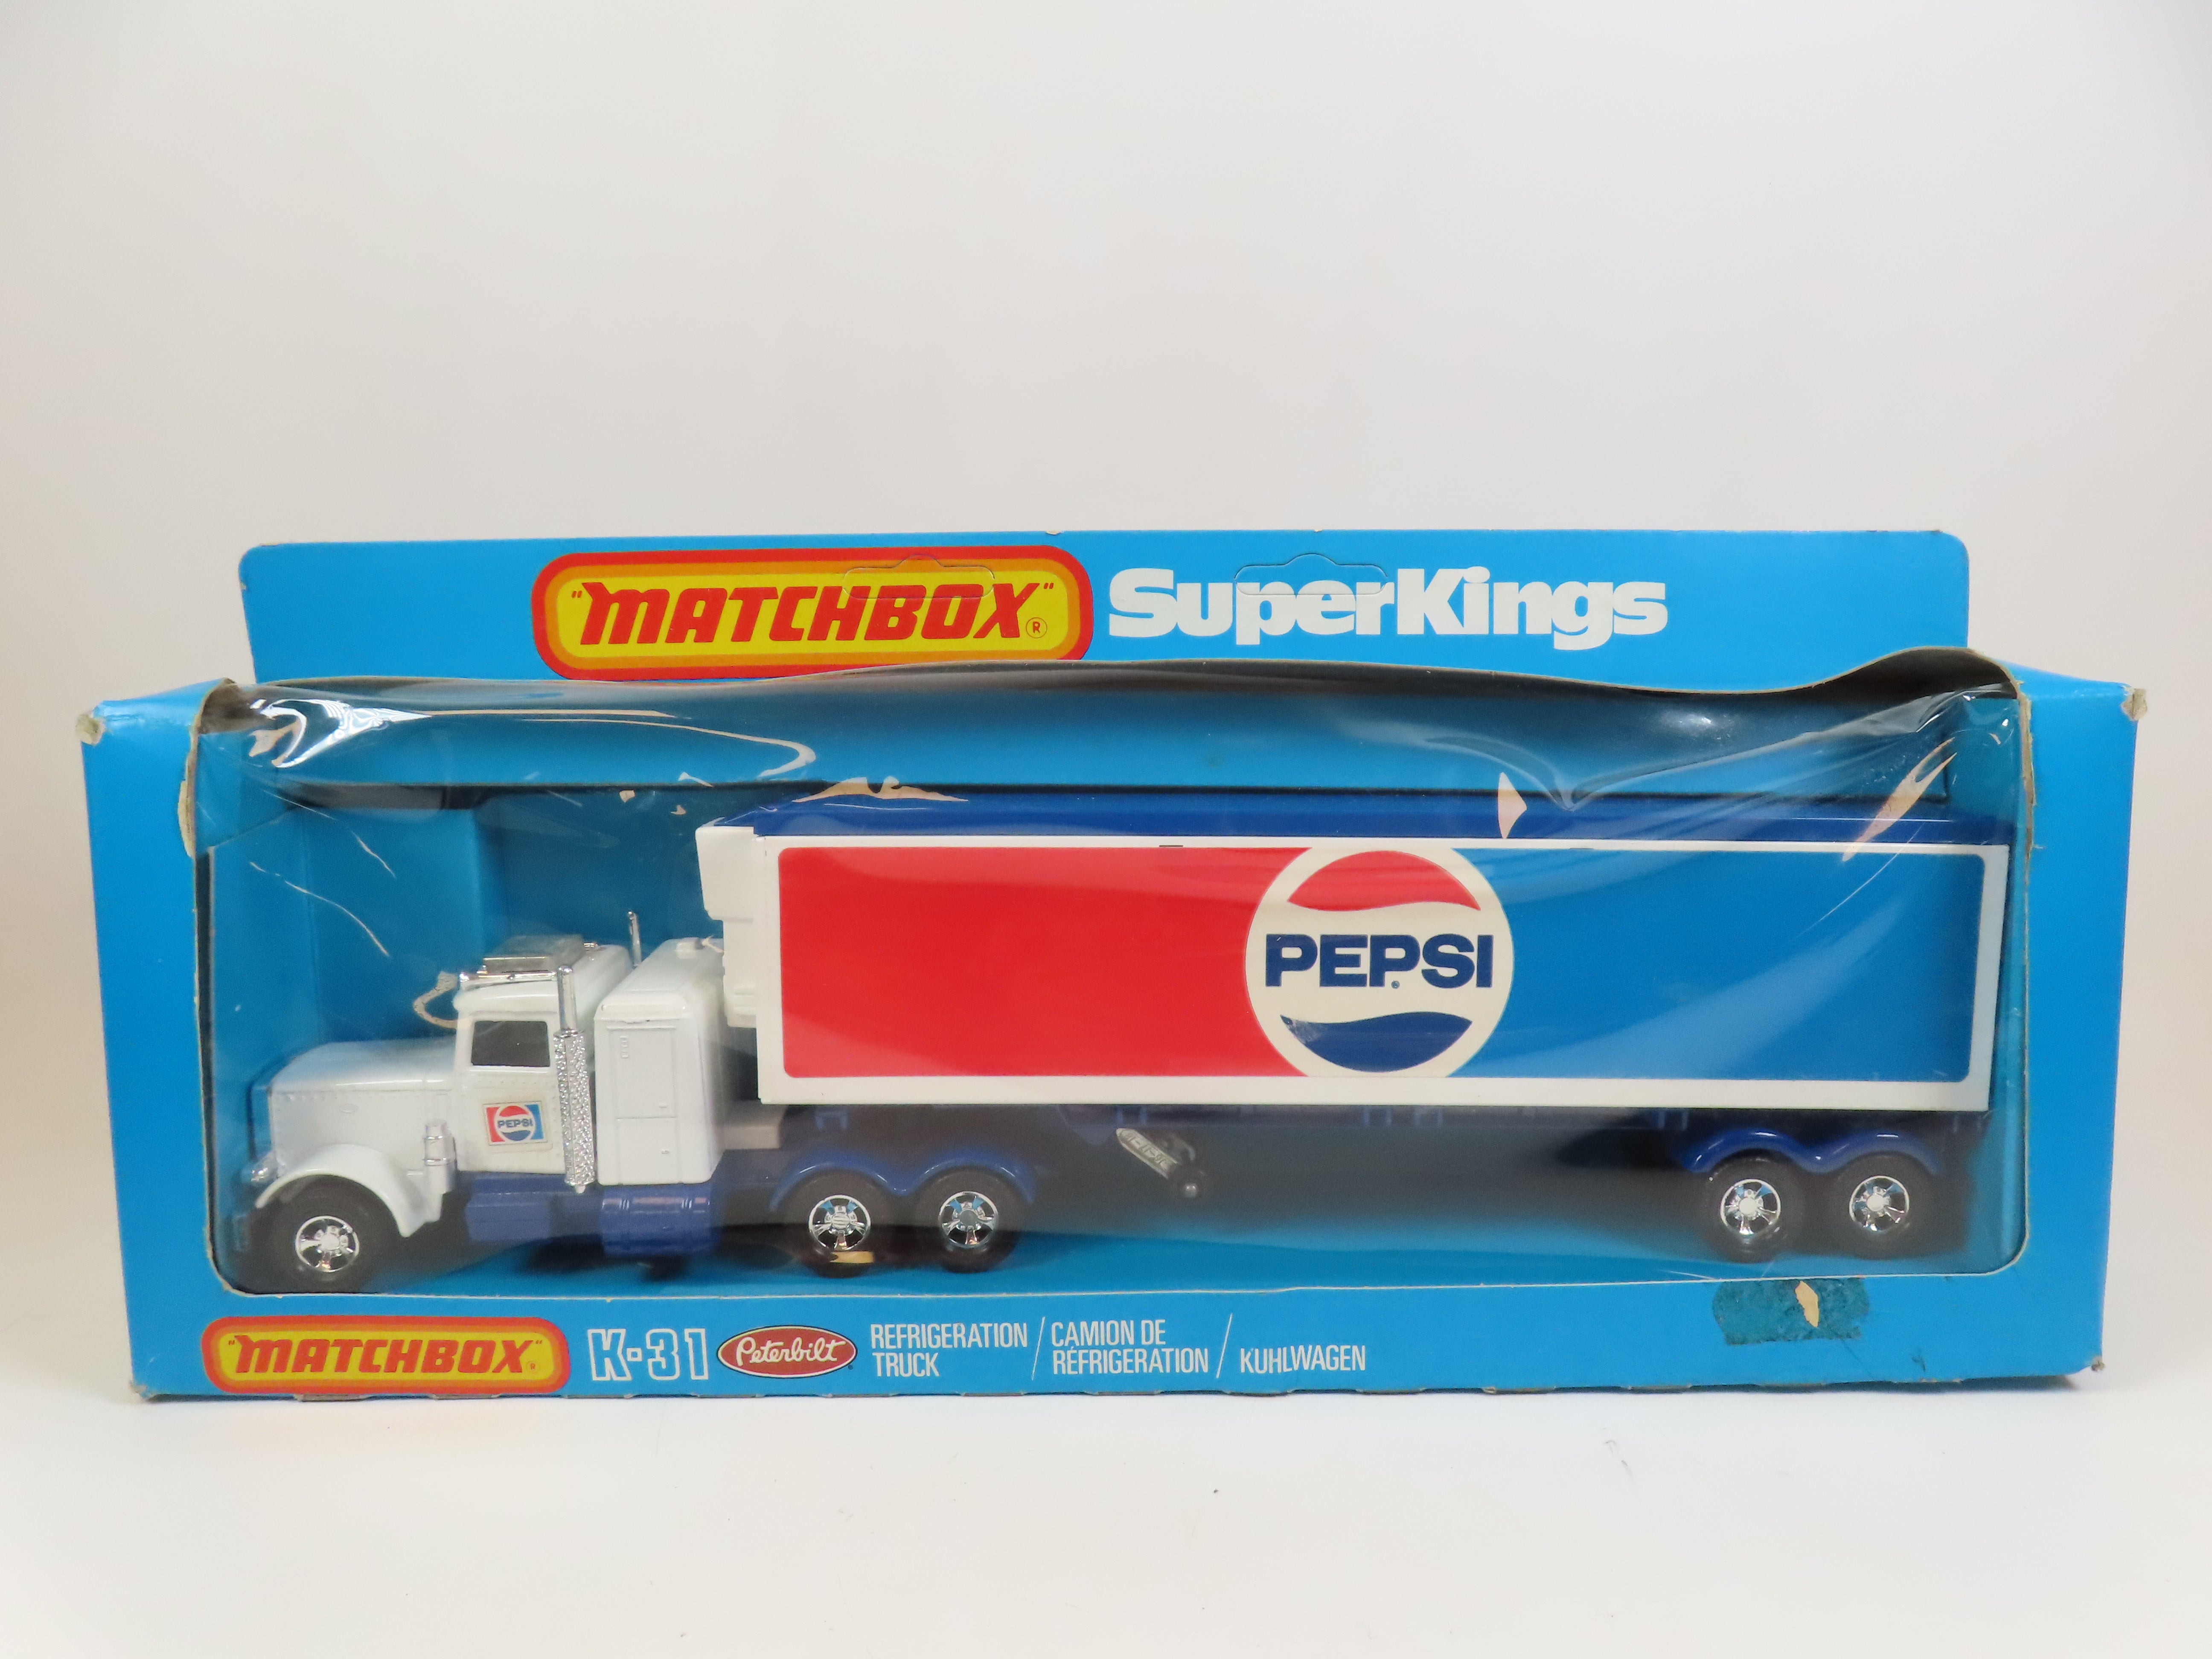 "MATCHBOX"® SuperKings
PEPSI
PEPSI
"MATCHBOX"® K-31 Peterbilt REFRIGERATION TRUCK / CAMION DE RÉFRIGERATION / KUHLWAGEN